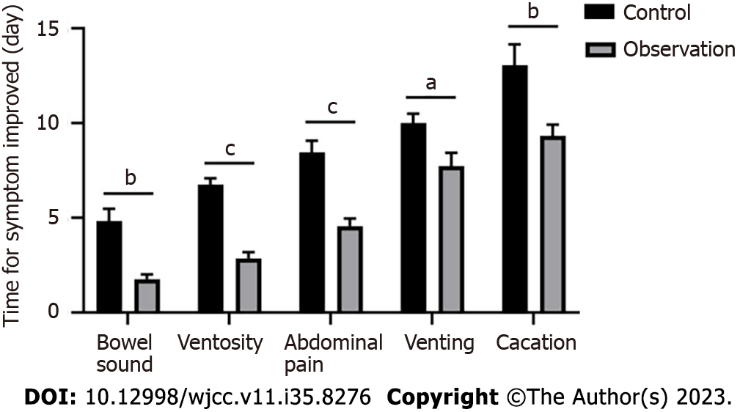 Time for symptom improved (day)
15
10
5
0
b
c
c
a
b
Control
Observation
Bowel
sound
Ventosity
Abdominal
pain
Venting
Cacation
DOI: 10.12998/wjcc.v11.i35.8276 Copyright ©The Author(s) 2023.